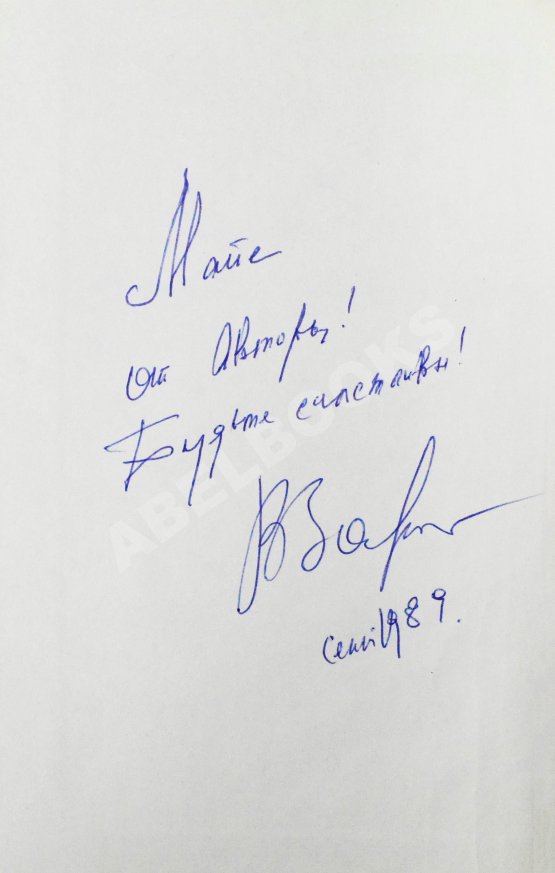 Майе
от Автора!
Будьте счастливы!
сент 1989.
ABELBOOKS